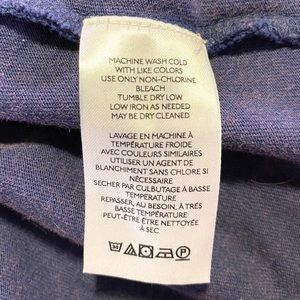 MACHINE WASH COLD
WITH LIKE COLORS
USE ONLY NON-CHLORINE
BLEACH
TUMBLE DRY LOW
LOW IRON AS NEEDED
MAY BE DRY CLEANED
LAVAGE EN MACHINE À
TEMPÉRATURE FROIDE
AVEC COULEURS SIMILAIRES
UTILISER UN AGENT DE
BLANCHIMENT SANS CHLORE SI
NÉCESSAIRE
SECHER PAR CULBUTAGE À BASSE
TEMPERATURE
REPASSER, AU BESOIN, À TRÈS
BASSE TEMPÉRATURE
PEUT-ÊTRE ÊTRE NETTOYÉE
À SEC
P